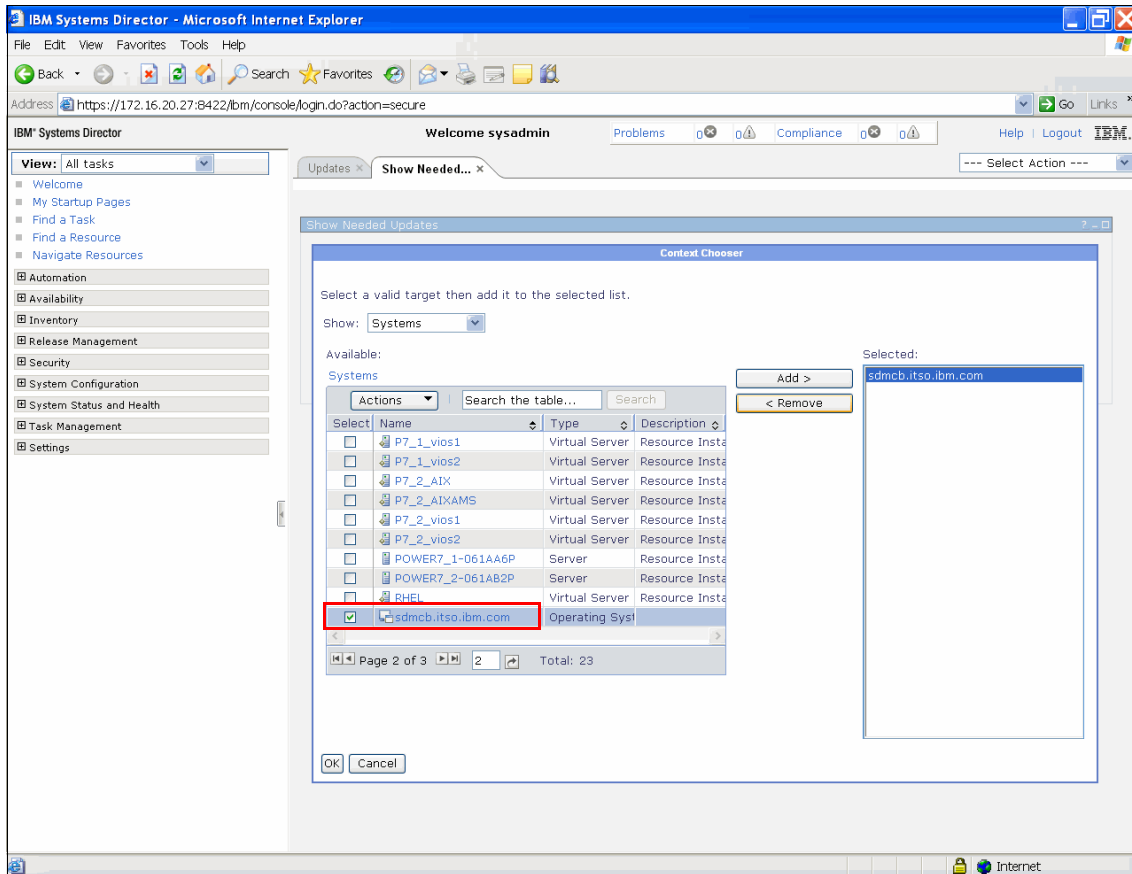 IBM Systems Director - Microsoft Internet Explorer
File Edit View Favorites Tools Help
Back Search Favorites
Address https://172.16.20.27:8422/ibm/console/login.do?action=secure Go Links »
IBM® Systems Director Welcome sysadmin Problems 0 0 Compliance 0 0 Help | Logout IBM.
View: All tasks
Updates × Show Needed... × --- Select Action ---
Welcome
My Startup Pages
Find a Task
Find a Resource
Navigate Resources
Automation
Availability
Inventory
Release Management
Security
System Configuration
System Status and Health
Task Management
Settings
Show Needed Updates ? – □
Context Chooser
Select a valid target then add it to the selected list.
Show: Systems
Available: Selected:
Systems
Add >
< Remove
sdmcb.itso.ibm.com
Actions Search the table... Search
Select Name Type Description
P7_1_vios1 Virtual Server Resource Insta
P7_1_vios2 Virtual Server Resource Insta
P7_2_AIX Virtual Server Resource Insta
P7_2_AIXAMS Virtual Server Resource Insta
P7_2_vios1 Virtual Server Resource Insta
P7_2_vios2 Virtual Server Resource Insta
POWER7_1-061AA6P Server Resource Insta
POWER7_2-061AB2P Server Resource Insta
RHEL Virtual Server Resource Insta
sdmcb.itso.ibm.com Operating Syst
Page 2 of 3 2 Total: 23
OK Cancel
Internet